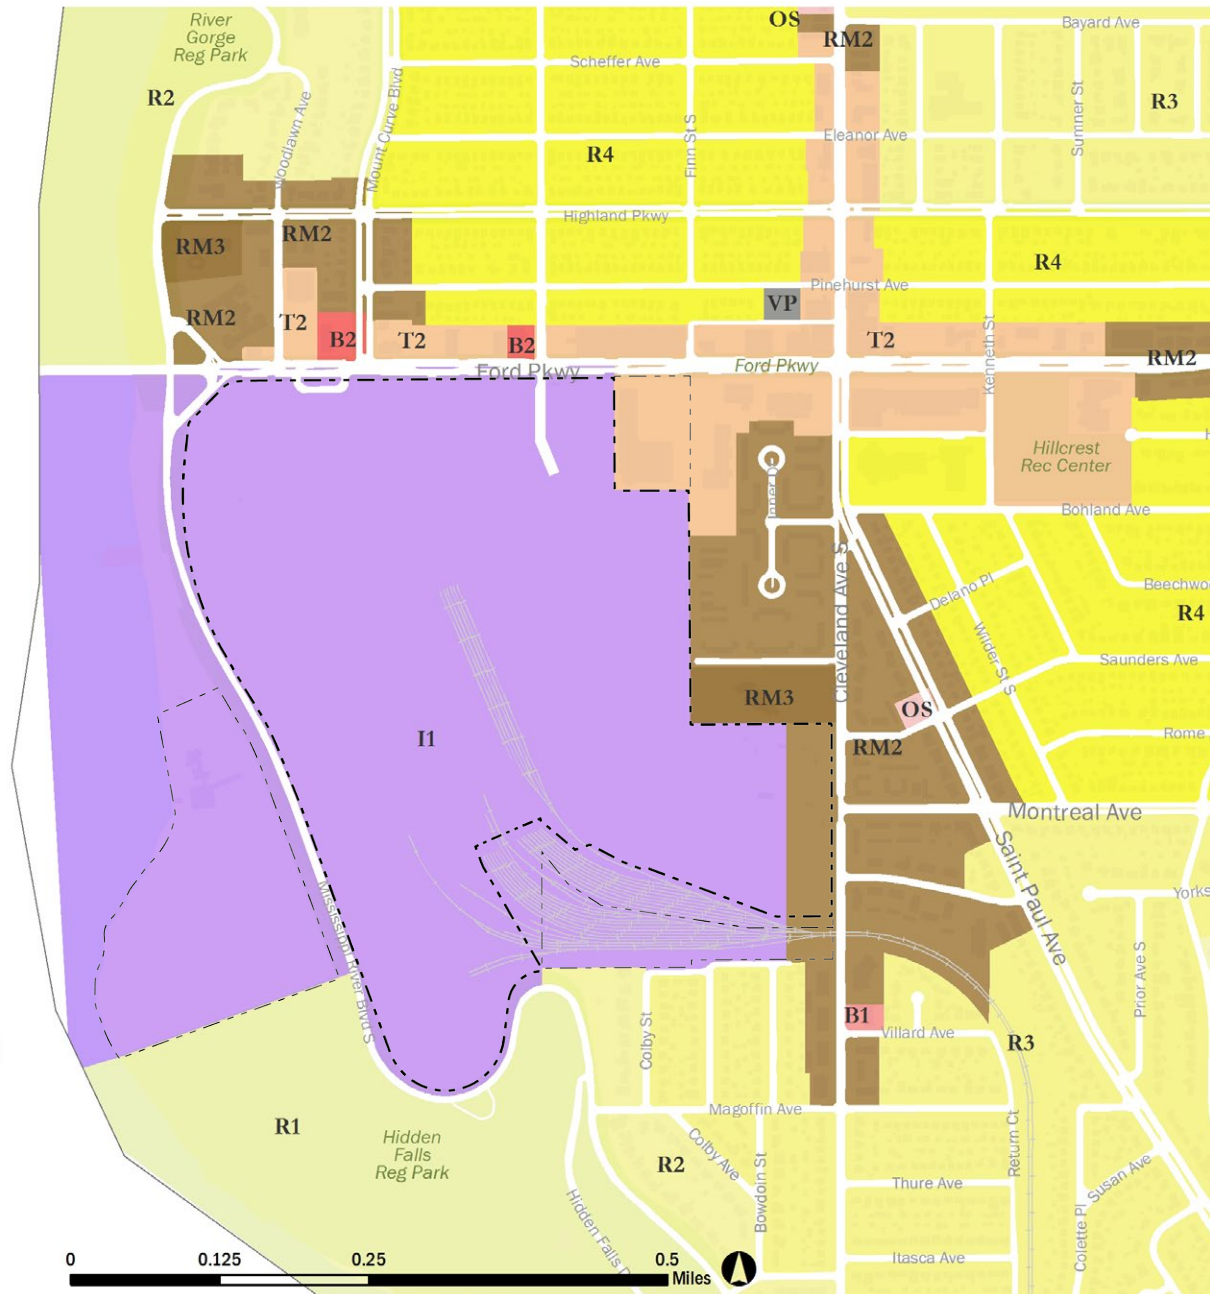 River
Gorge
Reg Park
OS
RM2
Bayard Ave
Scheffer Ave
R2
R3
Woodlawn Ave
Mount Curve Blvd
Finn St S
Sumner St
Eleanor Ave
R4
Highland Pkwy
RM3
RM2
R4
Pinehurst Ave
VP
RM2
T2
B2
T2
B2
T2
Kenneth St
RM2
Ford Pkwy
Ford Pkwy
Hillcrest
Rec Center
H
Inner D
Bohland Ave
Cleveland Ave S
Delano Pl
Beechwo
R4
Wilder St S
Saunders Ave
RM3
OS
I1
RM2
Rome
Montreal Ave
Saint Paul Ave
Mississippi River Blvd S
Yorks
Prior Ave S
B1
Villard Ave
Colby St
R3
R1
Magoffin Ave
Hidden
Falls
Reg Park
R2
Colby Ave
Bowdoin St
Return Ct
Thure Ave
Susan Ave
Colette Pl
Hidden Falls D
Itasca Ave
0 0.125 0.25 0.5
Miles